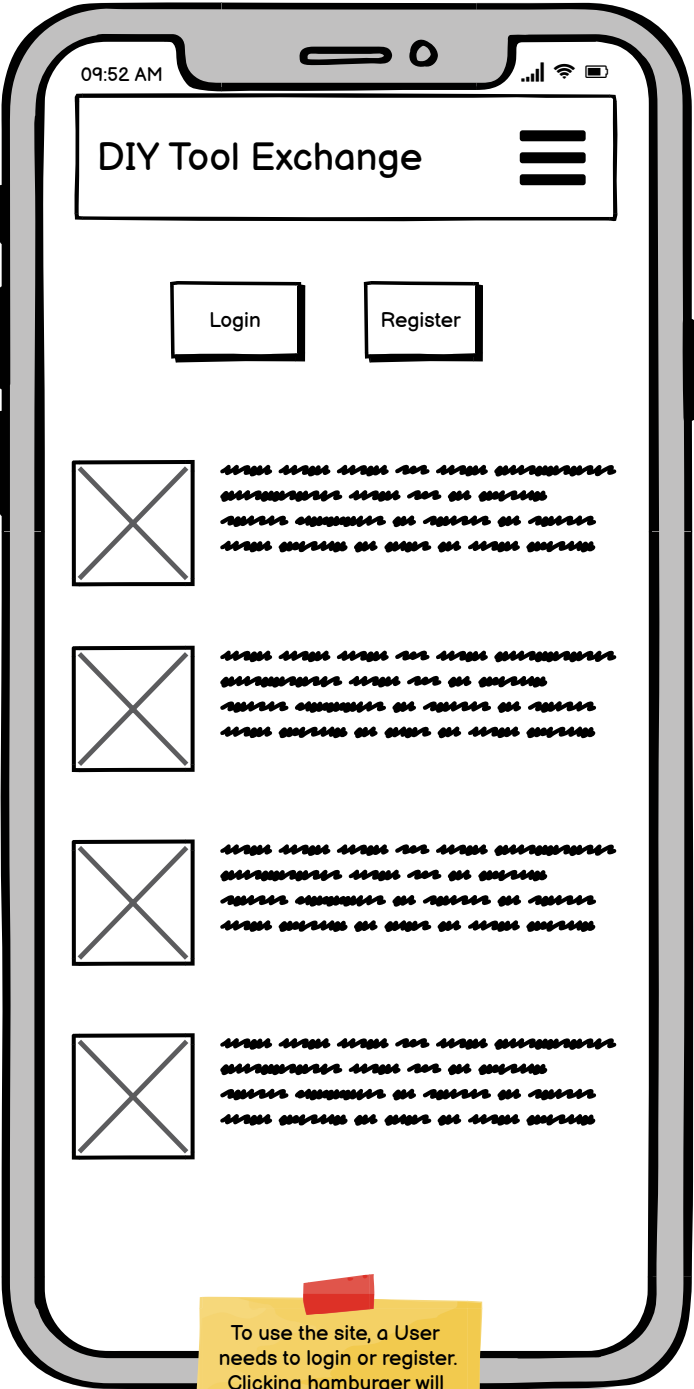 09:52 AM
DIY Tool Exchange
Login
Register
To use the site, a User
needs to login or register.
Clicking hamburger will